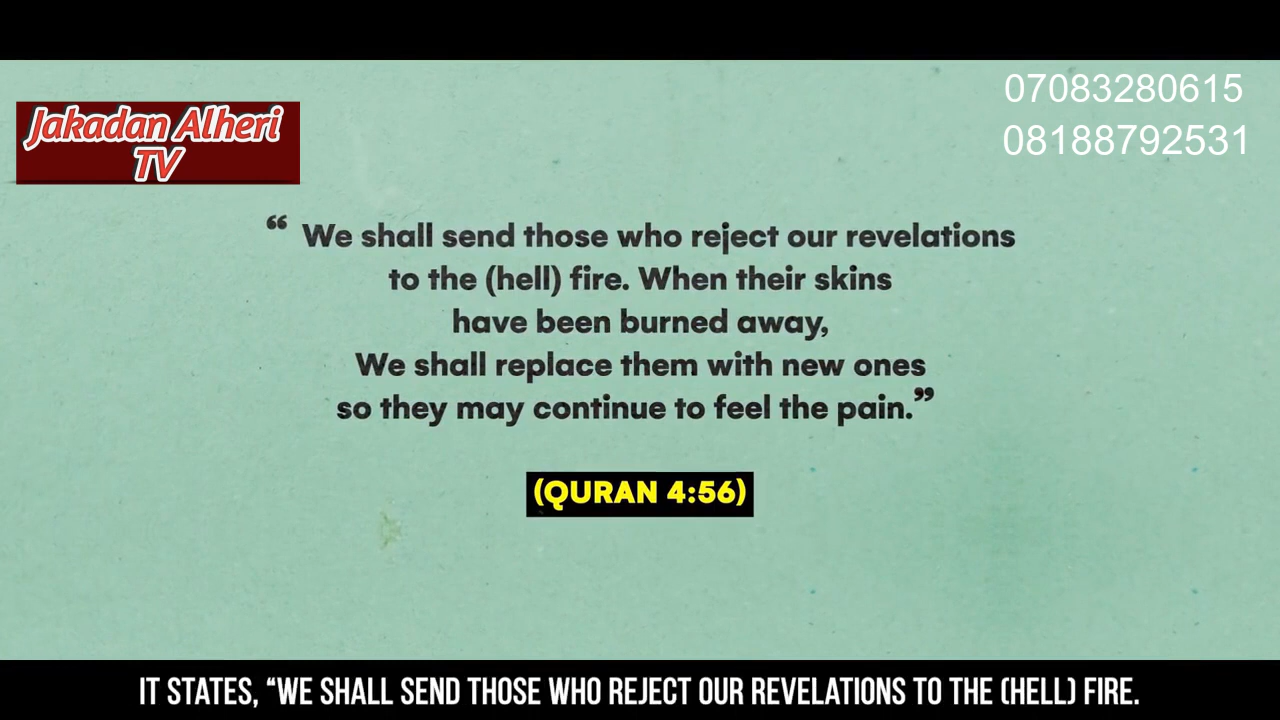 Jakadan Alheri
TV
07083280615
08188792531
“ We shall send those who reject our revelations
to the (hell) fire. When their skins
have been burned away,
We shall replace them with new ones
so they may continue to feel the pain.”
(QURAN 4:56)
IT STATES, “WE SHALL SEND THOSE WHO REJECT OUR REVELATIONS TO THE (HELL) FIRE.